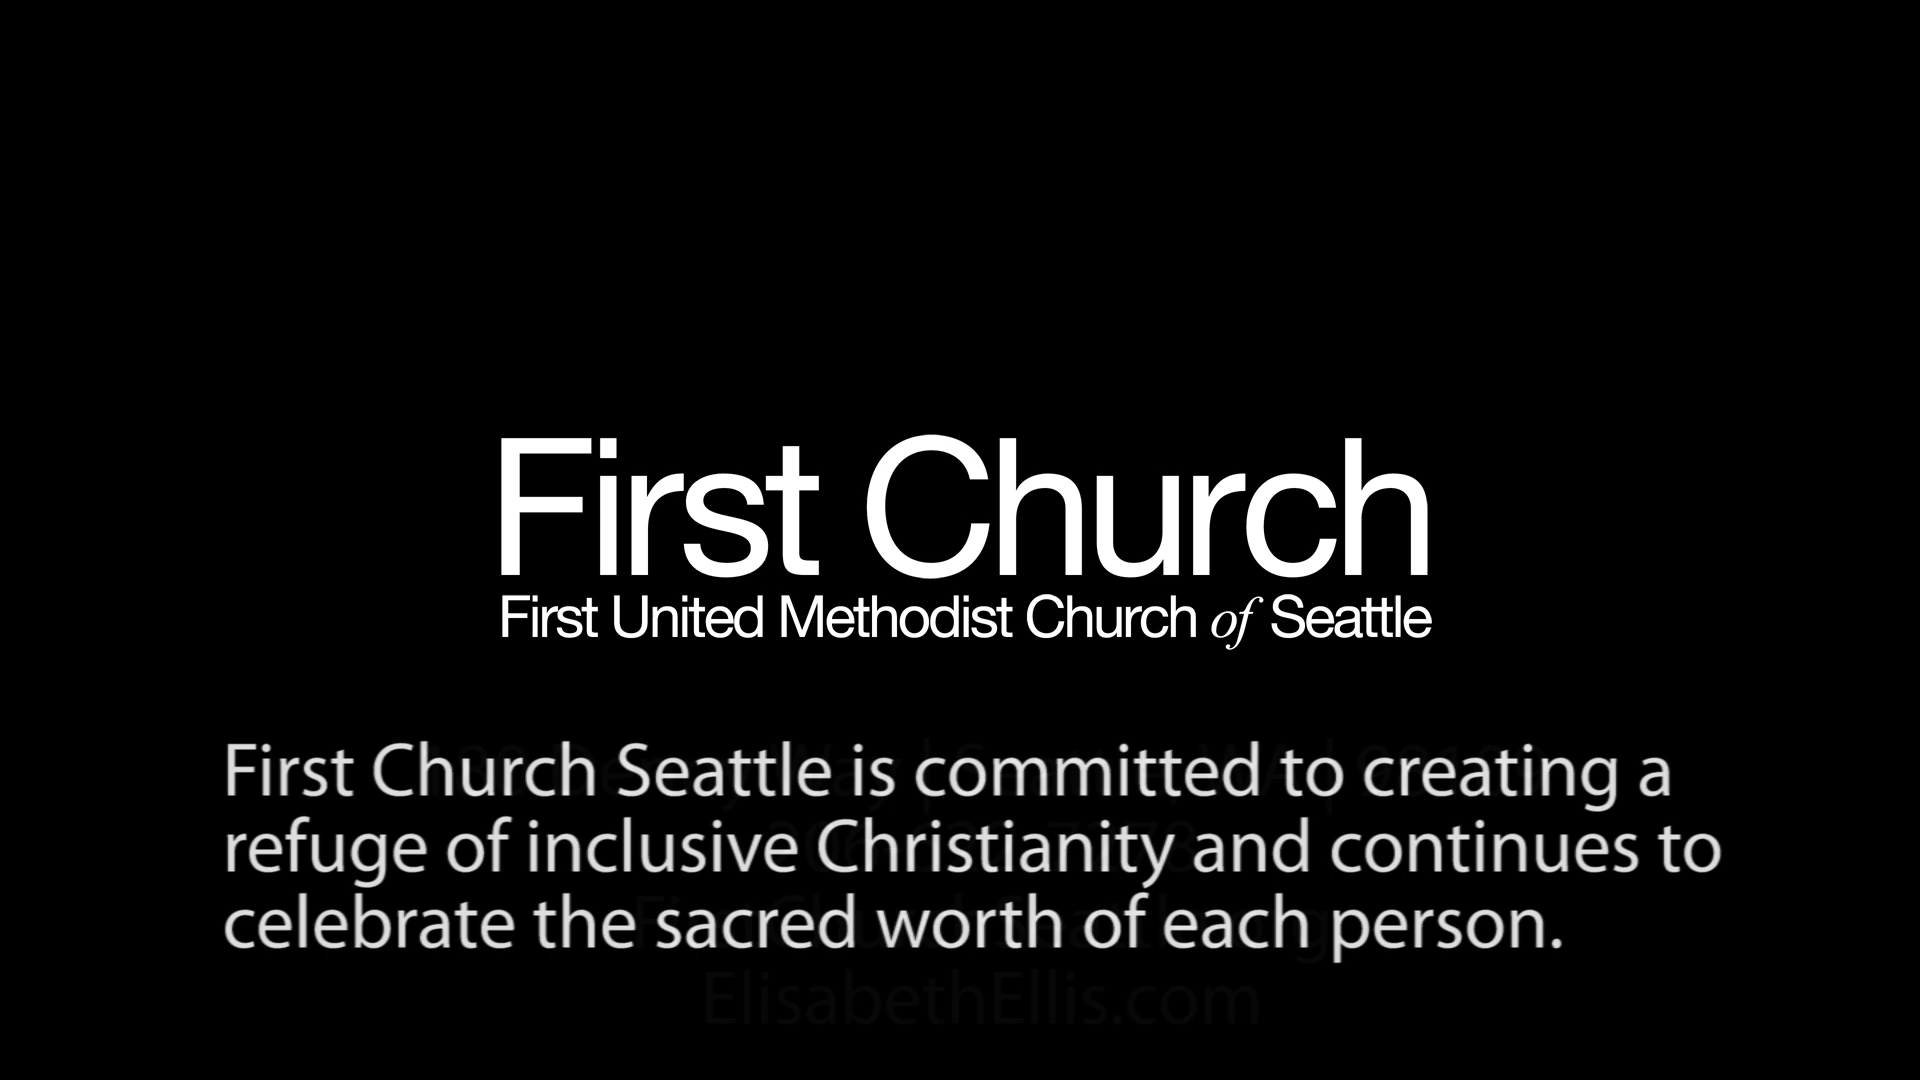 First Church
First United Methodist Church of Seattle
First Church Seattle is committed to creating a
refuge of inclusive Christianity and continues to
celebrate the sacred worth of each person.
ElisabethEllis.com